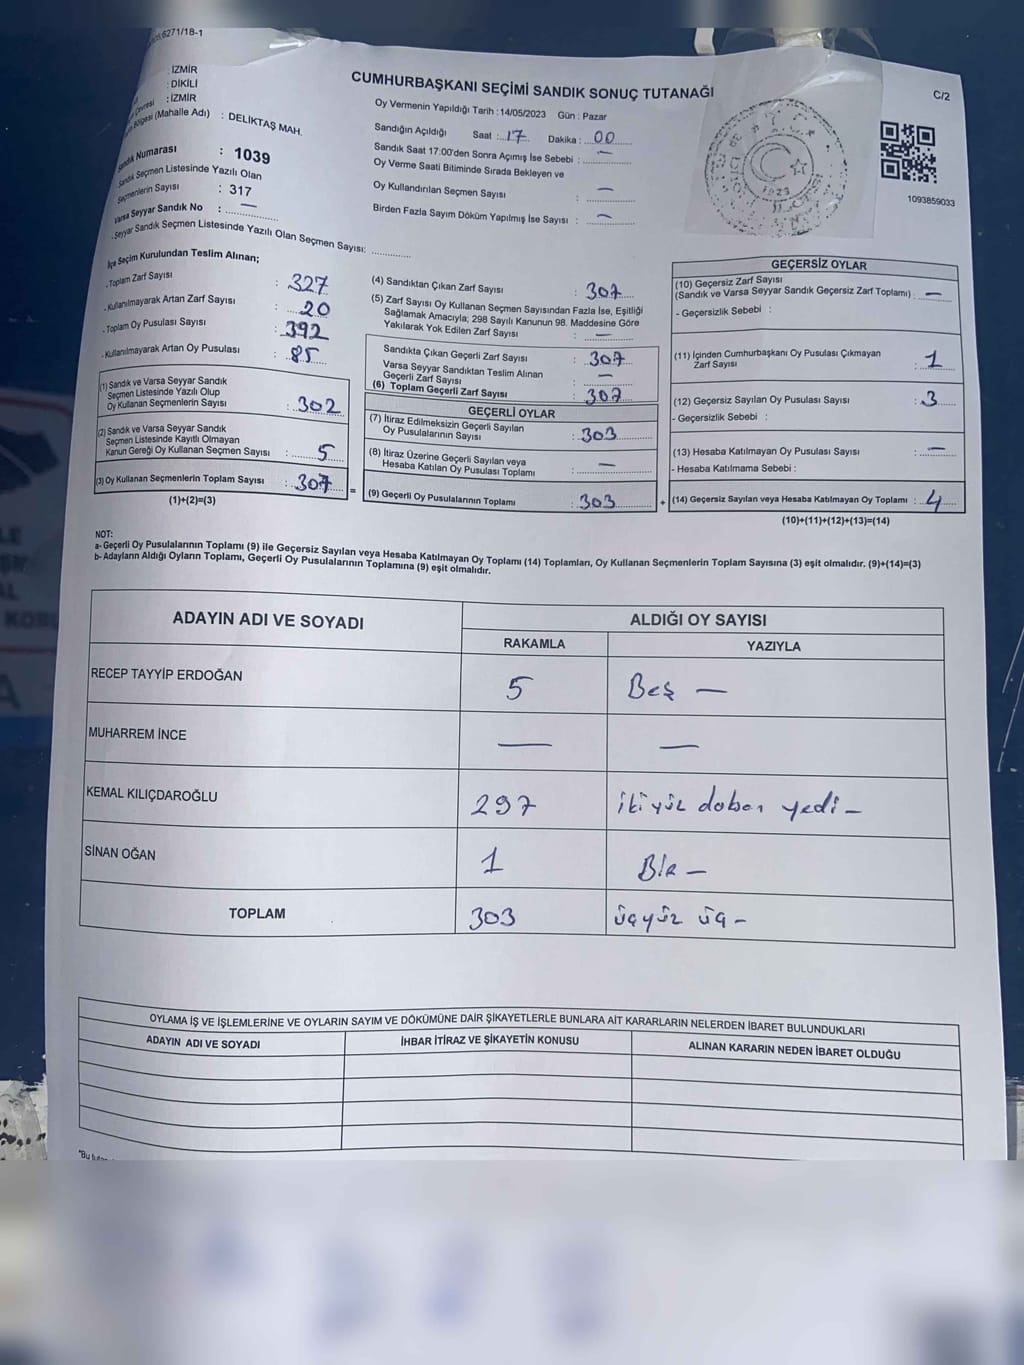 6271/1B-1
: İZMİR
: DİKİLİ
: İZMİR
Bölgesi (Mahalle Adı) : DELİKTAŞ MAH.
Sandık Numarası : 1039
Sandık Seçmen Listesinde Yazılı Olan
Seçmenlerin Sayısı : 317
Varsa Seyyar Sandık No : —
Seyyar Sandık Seçmen Listesinde Yazılı Olan Seçmen Sayısı:
CUMHURBAŞKANI SEÇİMİ SANDIK SONUÇ TUTANAĞI
C/2
Oy Vermenin Yapıldığı Tarih : 14/05/2023 Gün : Pazar
Sandığın Açıldığı Saat : 17 Dakika : 00
Sandık Saat 17:00'den Sonra Açımış İse Sebebi : —
Oy Verme Saati Bitiminde Sırada Bekleyen ve
Oy Kullandırılan Seçmen Sayısı : —
Birden Fazla Sayım Döküm Yapılmış İse Sayısı : —
1923
1093859033
İlçe Seçim Kurulundan Teslim Alınan;
-Toplam Zarf Sayısı : 327
-Kullanılmayarak Artan Zarf Sayısı : 20
-Toplam Oy Pusulası Sayısı : 392
-Kullanılmayarak Artan Oy Pusulası : 85
(1) Sandık ve Varsa Seyyar Sandık
Seçmen Listesinde Yazılı Olup
Oy Kullanan Seçmenlerin Sayısı : 302
(2) Sandık ve Varsa Seyyar Sandık
Seçmen Listesinde Kayıtlı Olmayan
Kanun Gereği Oy Kullanan Seçmen Sayısı : 5
(3) Oy Kullanan Seçmenlerin Toplam Sayısı : 307
(1)+(2)=(3)
=
(4) Sandıktan Çıkan Zarf Sayısı : 307
(5) Zarf Sayısı Oy Kullanan Seçmen Sayısından Fazla İse, Eşitliği
Sağlamak Amacıyla; 298 Sayılı Kanunun 98. Maddesine Göre
Yakılarak Yok Edilen Zarf Sayısı : —
Sandıkta Çıkan Geçerli Zarf Sayısı : 307
Varsa Seyyar Sandıktan Teslim Alınan
Geçerli Zarf Sayısı : —
(6) Toplam Geçerli Zarf Sayısı : 307
GEÇERLİ OYLAR
(7) İtiraz Edilmeksizin Geçerli Sayılan
Oy Pusulalarının Sayısı : 303
(8) İtiraz Üzerine Geçerli Sayılan veya
Hesaba Katılan Oy Pusulası Toplamı : —
(9) Geçerli Oy Pusulalarının Toplamı : 303
+
GEÇERSİZ OYLAR
(10) Geçersiz Zarf Sayısı
(Sandık ve Varsa Seyyar Sandık Geçersiz Zarf Toplamı) : —
- Geçersizlik Sebebi :
(11) İçinden Cumhurbaşkanı Oy Pusulası Çıkmayan
Zarf Sayısı : 1
(12) Geçersiz Sayılan Oy Pusulası Sayısı : 3
- Geçersizlik Sebebi :
(13) Hesaba Katılmayan Oy Pusulası Sayısı : —
- Hesaba Katılmama Sebebi :
(14) Geçersiz Sayılan veya Hesaba Katılmayan Oy Toplamı : 4
(10)+(11)+(12)+(13)=(14)
NOT:
a- Geçerli Oy Pusulalarının Toplamı (9) ile Geçersiz Sayılan veya Hesaba Katılmayan Oy Toplamı (14) Toplamları, Oy Kullanan Seçmenlerin Toplam Sayısına (3) eşit olmalıdır. (9)+(14)=(3)
b- Adayların Aldığı Oyların Toplamı, Geçerli Oy Pusulalarının Toplamına (9) eşit olmalıdır.
ADAYIN ADI VE SOYADI ALDIĞI OY SAYISI
RAKAMLA YAZIYLA
RECEP TAYYİP ERDOĞAN 5 Beş —
MUHARREM İNCE — —
KEMAL KILIÇDAROĞLU 297 ikiyüz doksan yedi —
SİNAN OĞAN 1 Bir —
TOPLAM 303 üçyüz üç —
OYLAMA İŞ VE İŞLEMLERİNE VE OYLARIN SAYIM VE DÖKÜMÜNE DAİR ŞİKAYETLERLE BUNLARA AİT KARARLARIN NELERDEN İBARET BULUNDUKLARI
ADAYIN ADI VE SOYADI İHBAR İTİRAZ VE ŞİKAYETİN KONUSU ALINAN KARARIN NEDEN İBARET OLDUĞU